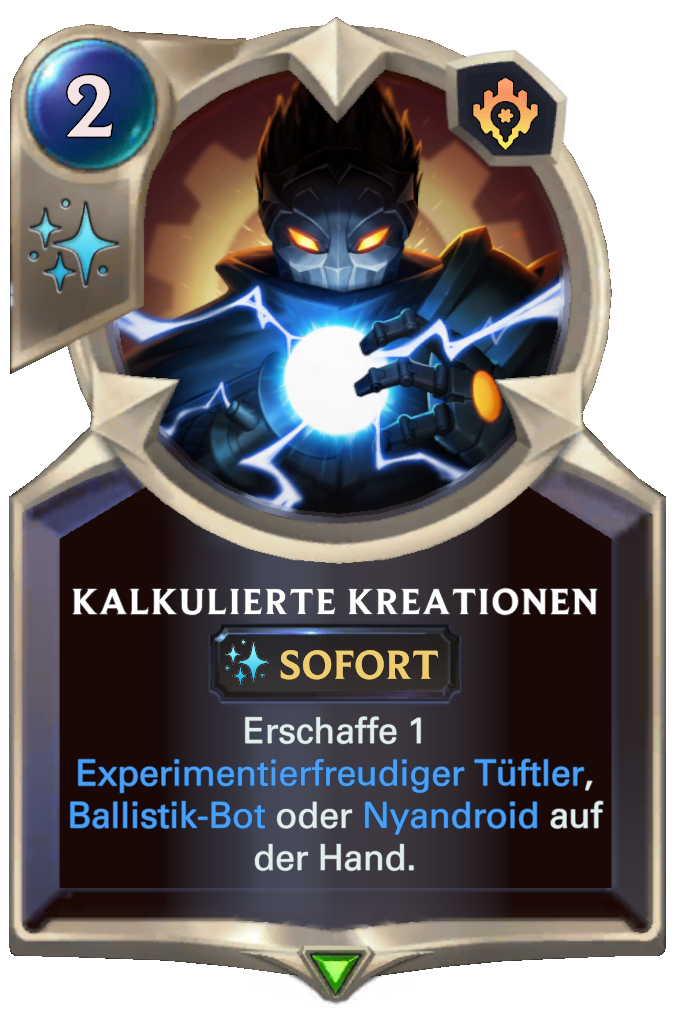 2
KALKULIERTE KREATIONEN
SOFORT
Erschaffe 1
Experimentierfreudiger Tüftler,
Ballistik-Bot oder Nyandroid auf
der Hand.